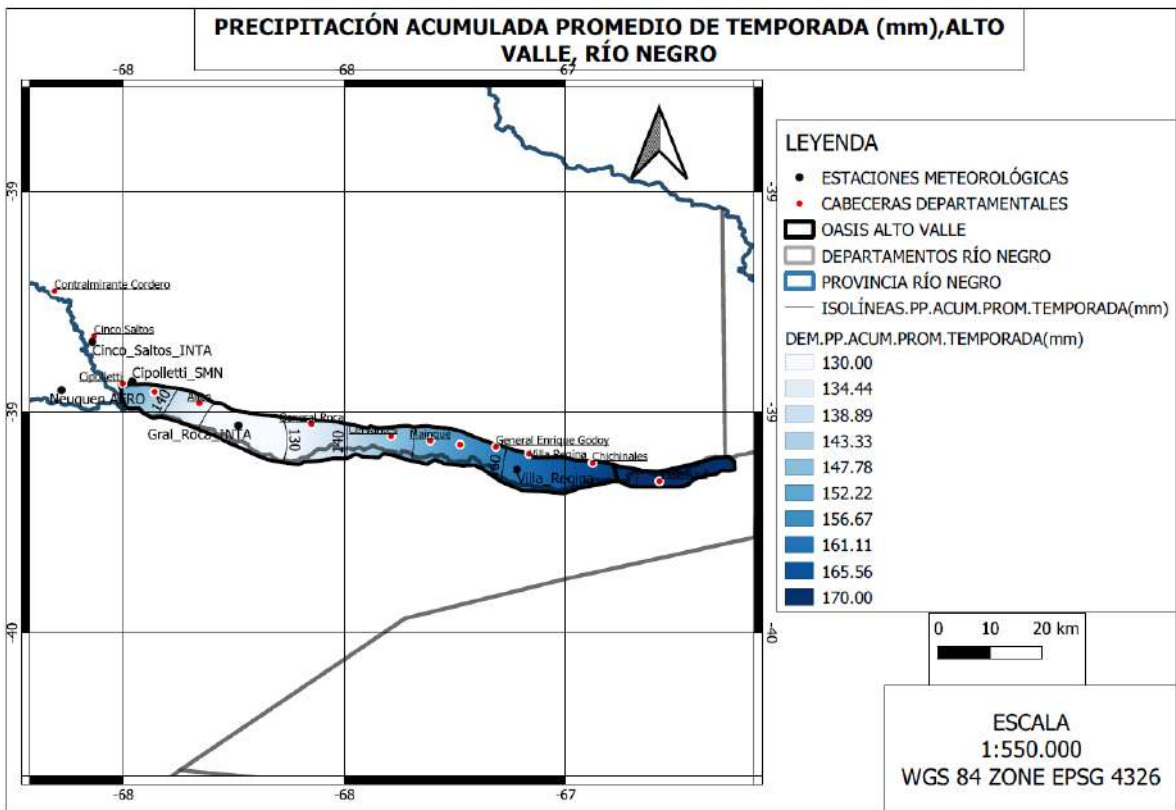 PRECIPITACIÓN ACUMULADA PROMEDIO DE TEMPORADA (mm),ALTO
VALLE, RÍO NEGRO
-68
-68
-67
-39
-39
LEYENDA
ESTACIONES METEOROLÓGICAS
CABECERAS DEPARTAMENTALES
OASIS ALTO VALLE
DEPARTAMENTOS RÍO NEGRO
PROVINCIA RÍO NEGRO
ISOLÍNEAS.PP.ACUM.PROM.TEMPORADA(mm)
DEM.PP.ACUM.PROM.TEMPORADA(mm)
130.00
134.44
138.89
143.33
147.78
152.22
156.67
161.11
165.56
170.00
Contralmirante Cordero
Cinco Saltos
Cinco_Saltos_INTA
Cipolletti
Cipolletti_SMN
Neuquen AERO
140
Gral_Roca_INTA
General Roca
130
140
Mainque
General Enrique Godoy
160
Villa Regina
Villa_Regina
Chichinales
-39
-39
-40
-40
-68
-68
-67
0 10 20 km
ESCALA
1:550.000
WGS 84 ZONE EPSG 4326